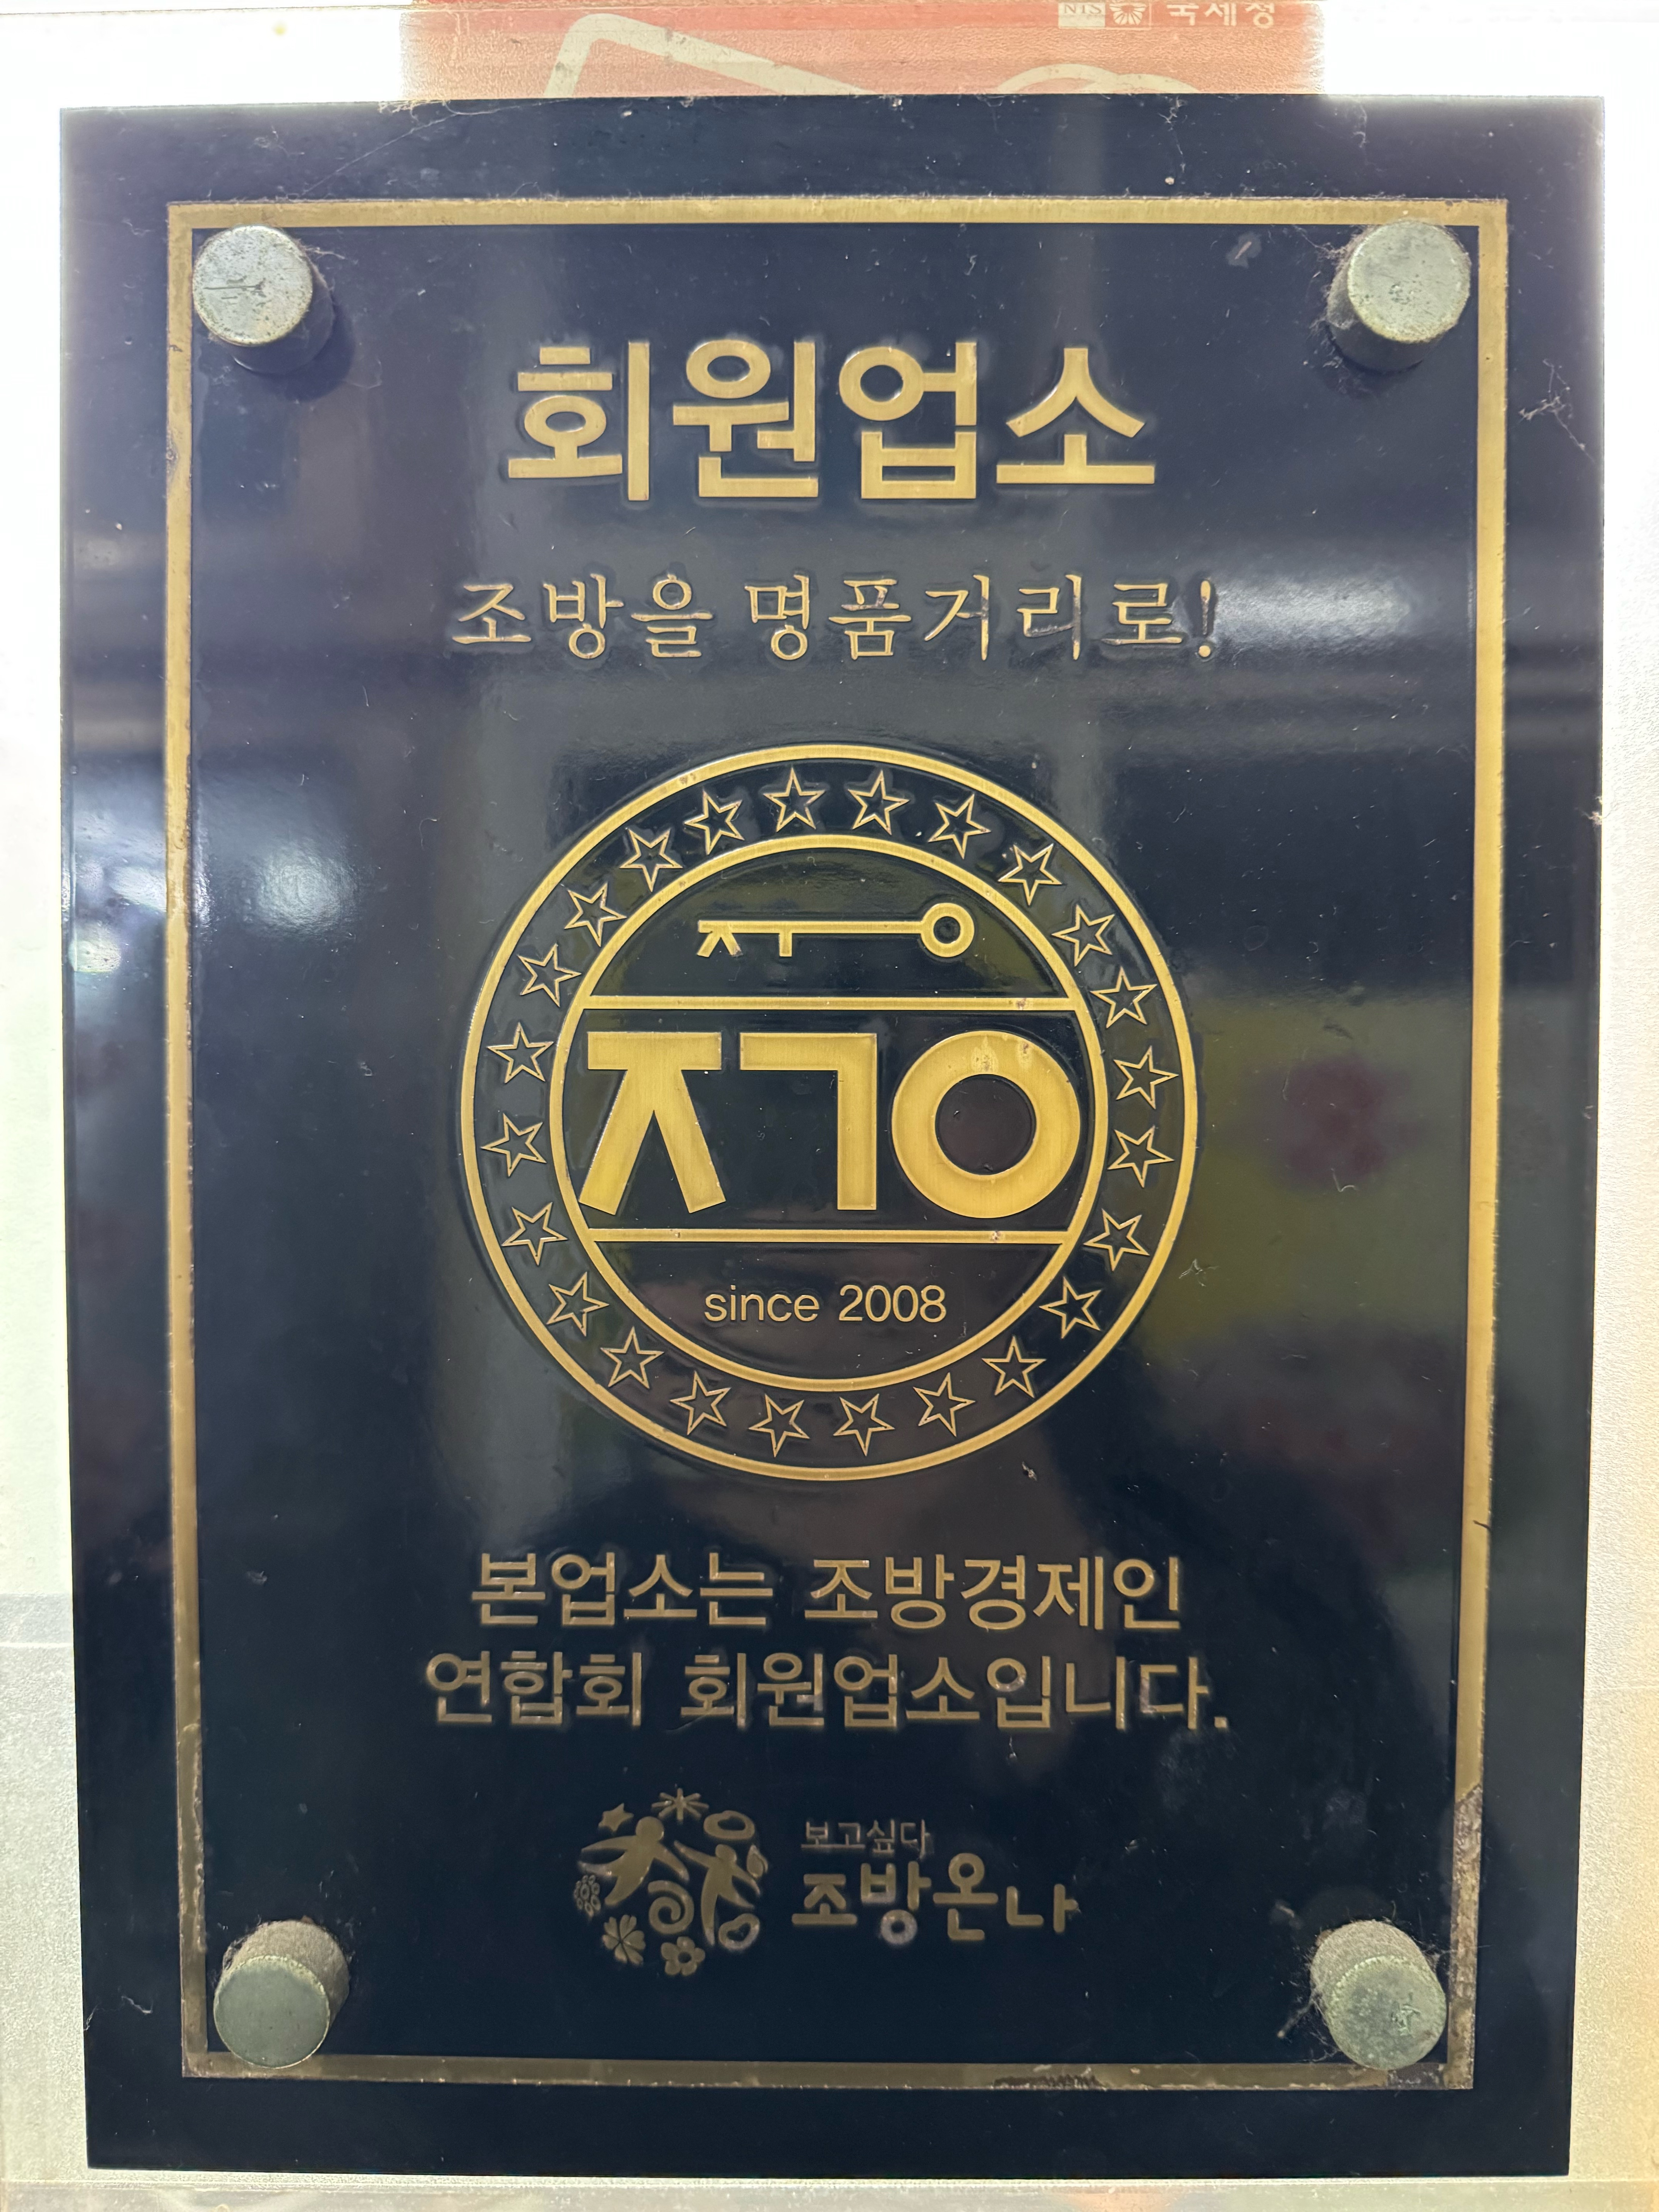 NTS 국세청
회원업소
조방을 명품거리로!
ㅈㄱㅇ
since 2008
본업소는 조방경제인
연합회 회원업소입니다.
보고싶다
조방온나